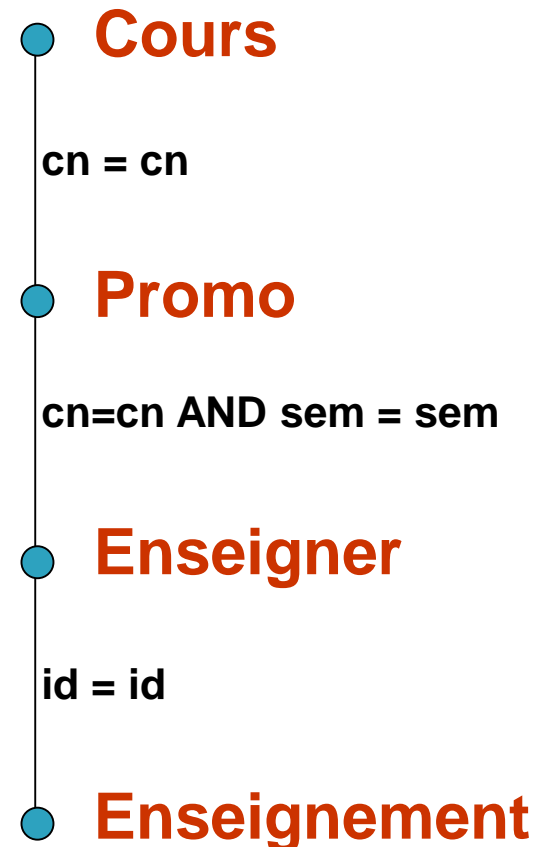 Cours
cn = cn
Promo
cn=cn AND sem = sem
Enseigner
id = id
Enseignement